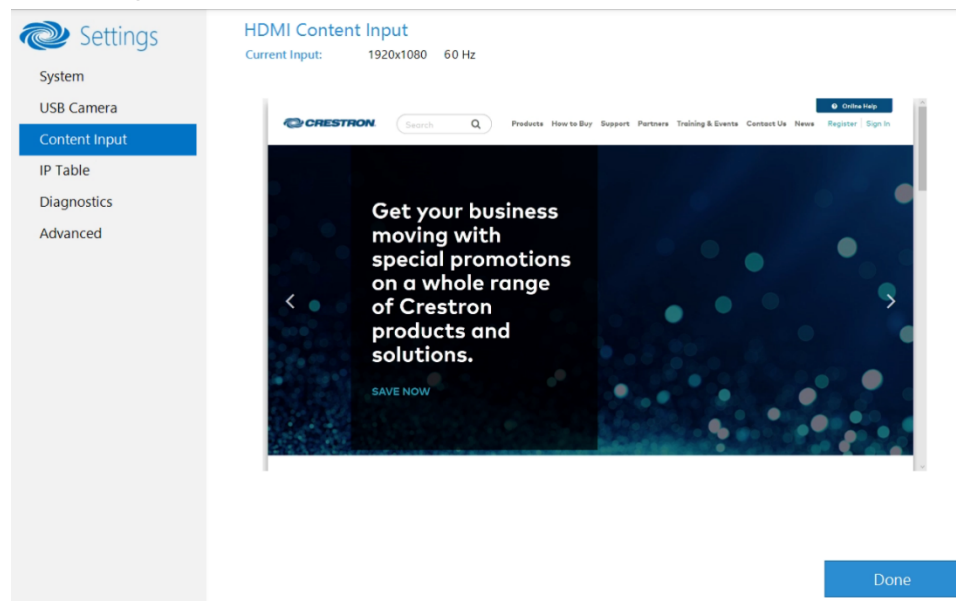 Settings
System
USB Camera
Content Input
IP Table
Diagnostics
Advanced
HDMI Content Input
Current Input: 1920x1080 60 Hz
Online Help
CRESTRON Search Products How to Buy Support Partners Training & Events Contact Us News Register Sign In
Get your business
moving with
special promotions
on a whole range
of Crestron
products and
solutions.
SAVE NOW
Done